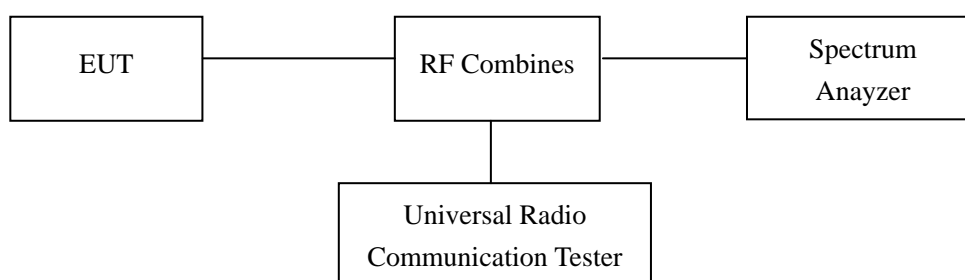 EUT
RF Combines
Spectrum
Anayzer
Universal Radio
Communication Tester